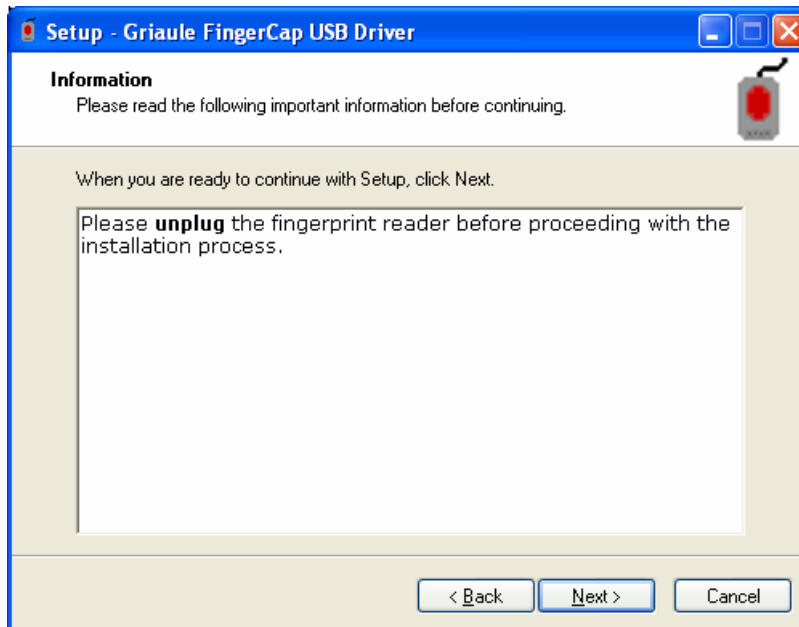 Setup - Griaule FingerCap USB Driver
Information
Please read the following important information before continuing.
When you are ready to continue with Setup, click Next.
Please unplug the fingerprint reader before proceeding with the
installation process.
< Back Next > Cancel